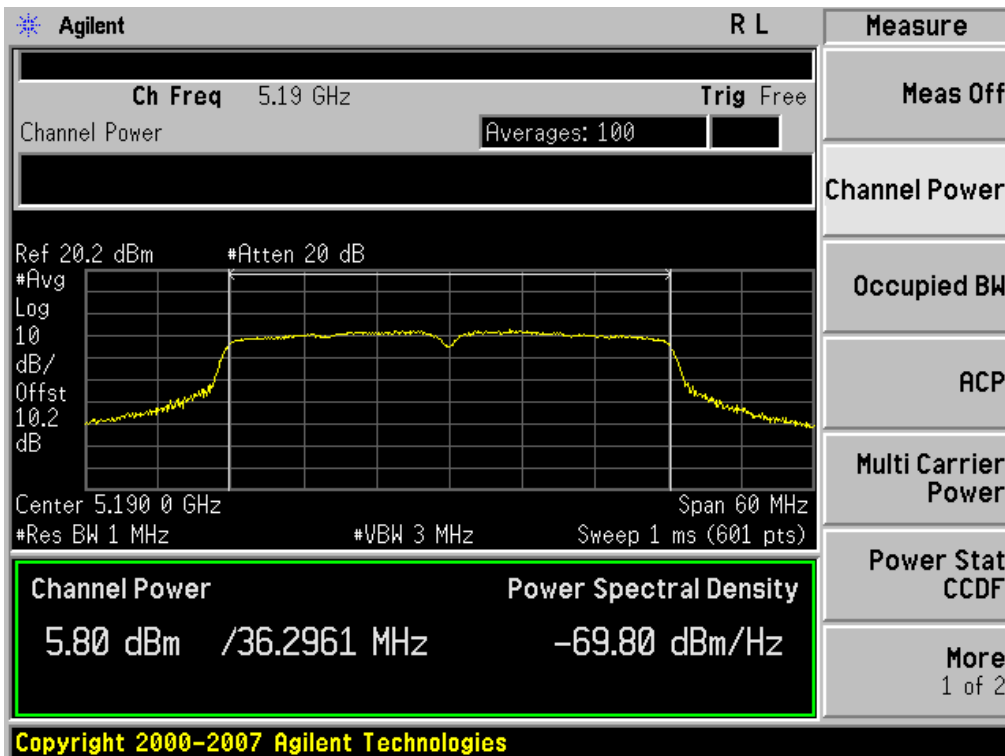 Agilent R L Measure
Ch Freq 5.19 GHz Trig Free
Channel Power Averages: 100
Ref 20.2 dBm #Atten 20 dB
#Avg
Log
10
dB/
Offst
10.2
dB
Center 5.190 0 GHz Span 60 MHz
#Res BW 1 MHz #VBW 3 MHz Sweep 1 ms (601 pts)
Channel Power Power Spectral Density
5.80 dBm /36.2961 MHz -69.80 dBm/Hz
Meas Off
Channel Power
Occupied BW
ACP
Multi Carrier
Power
Power Stat
CCDF
More
1 of 2
Copyright 2000-2007 Agilent Technologies